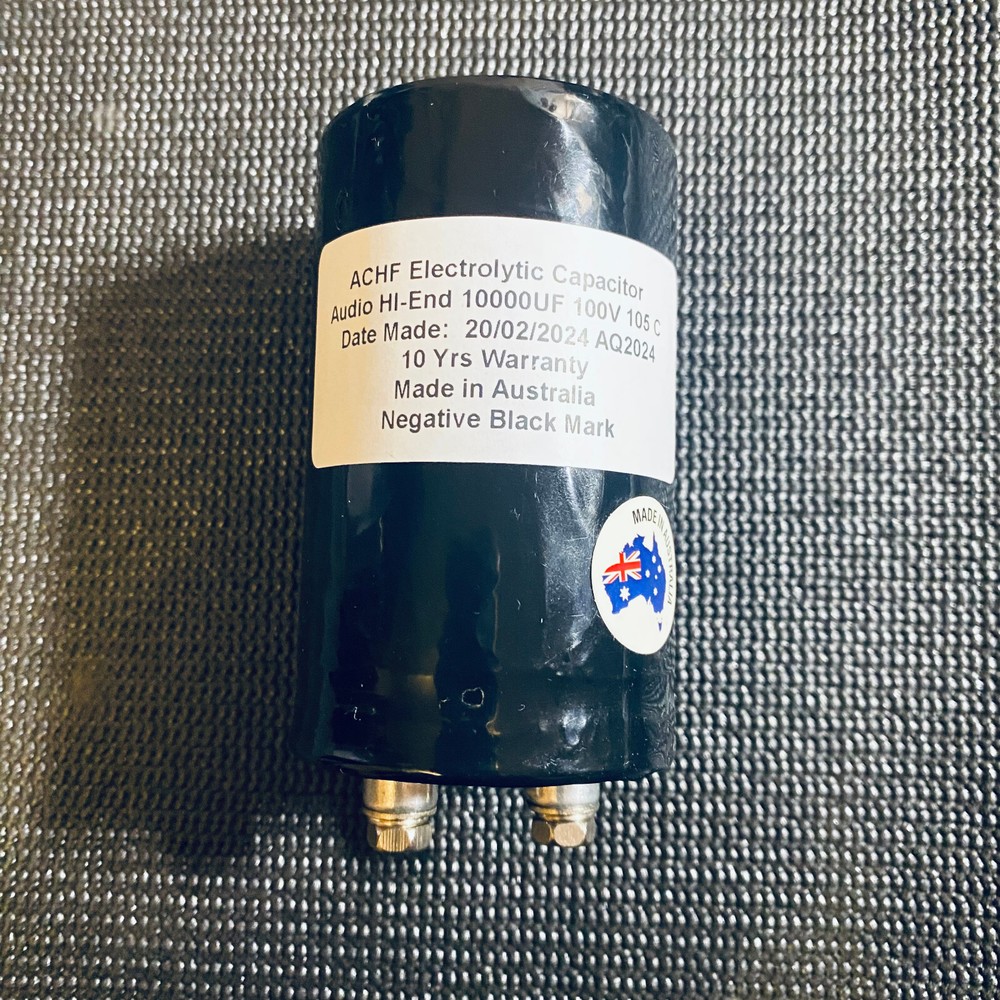 ACHF Electrolytic Capacitor
Audio HI-End 10000UF 100V 105 C
Date Made: 20/02/2024 AQ2024
10 Yrs Warranty
Made in Australia
Negative Black Mark
MADE IN AUSTRALIA